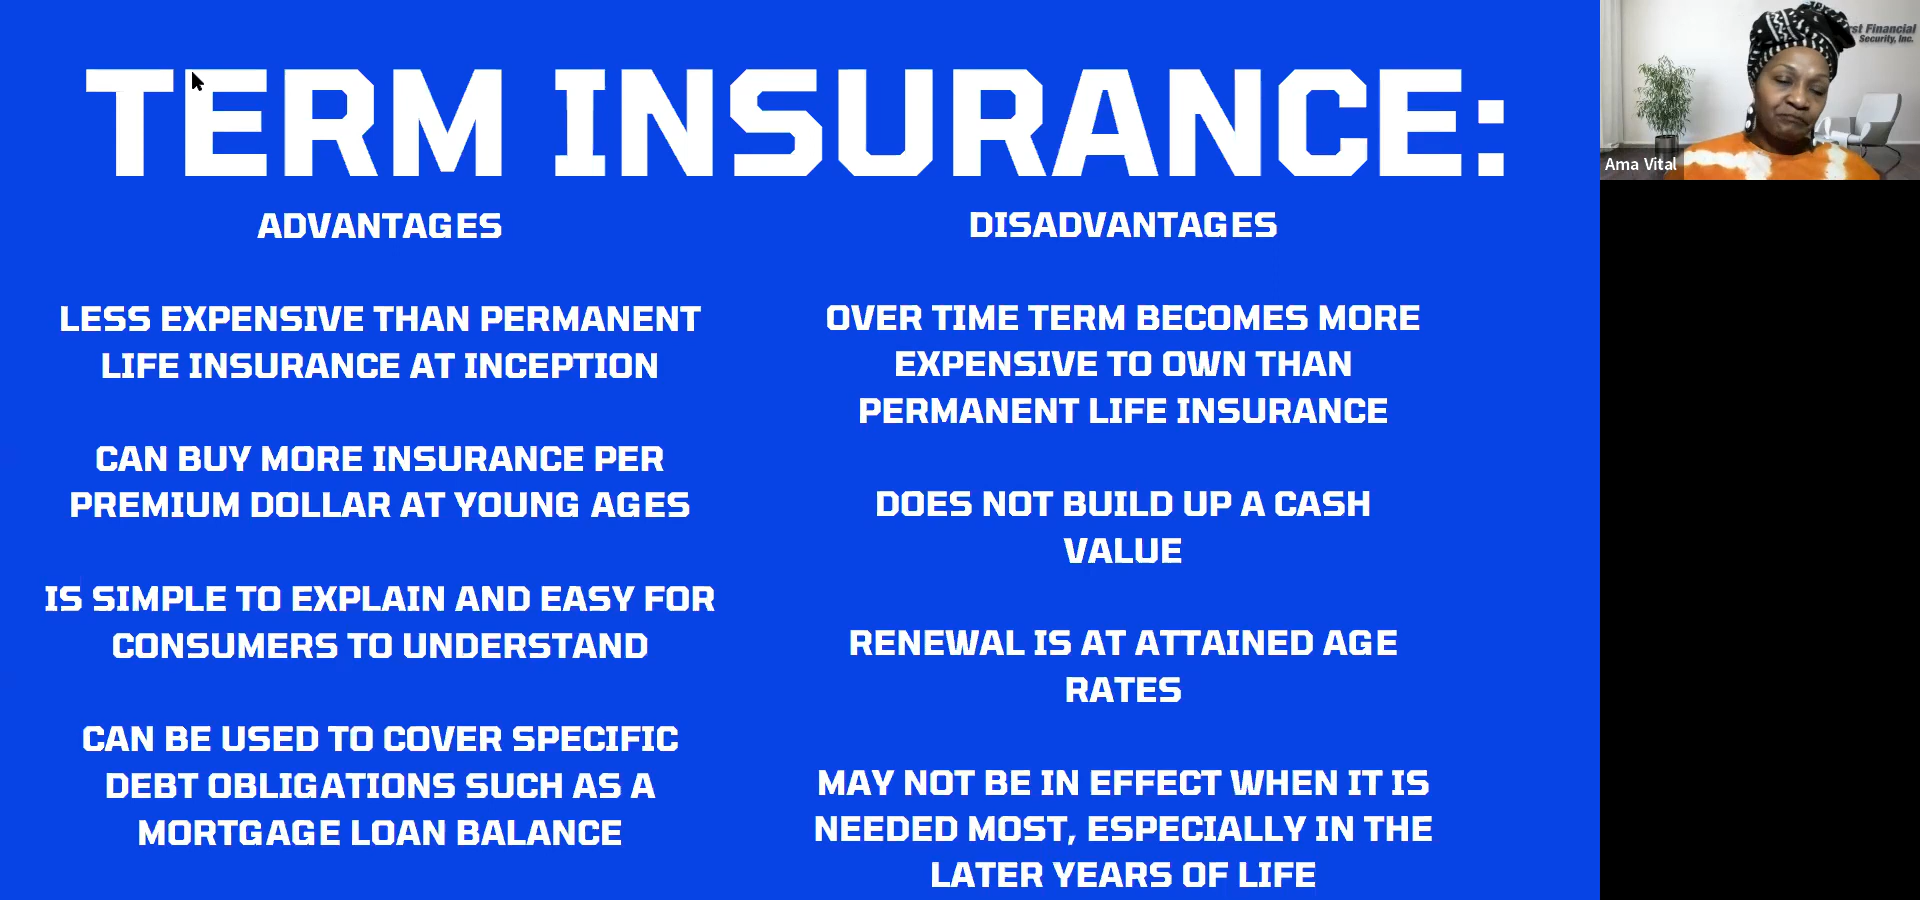 TERM INSURANCE:
ADVANTAGES
LESS EXPENSIVE THAN PERMANENT
LIFE INSURANCE AT INCEPTION
CAN BUY MORE INSURANCE PER
PREMIUM DOLLAR AT YOUNG AGES
IS SIMPLE TO EXPLAIN AND EASY FOR
CONSUMERS TO UNDERSTAND
CAN BE USED TO COVER SPECIFIC
DEBT OBLIGATIONS SUCH AS A
MORTGAGE LOAN BALANCE
DISADVANTAGES
OVER TIME TERM BECOMES MORE
EXPENSIVE TO OWN THAN
PERMANENT LIFE INSURANCE
DOES NOT BUILD UP A CASH
VALUE
RENEWAL IS AT ATTAINED AGE
RATES
MAY NOT BE IN EFFECT WHEN IT IS
NEEDED MOST, ESPECIALLY IN THE
LATER YEARS OF LIFE
Financial
Security, Inc.
Ama Vital